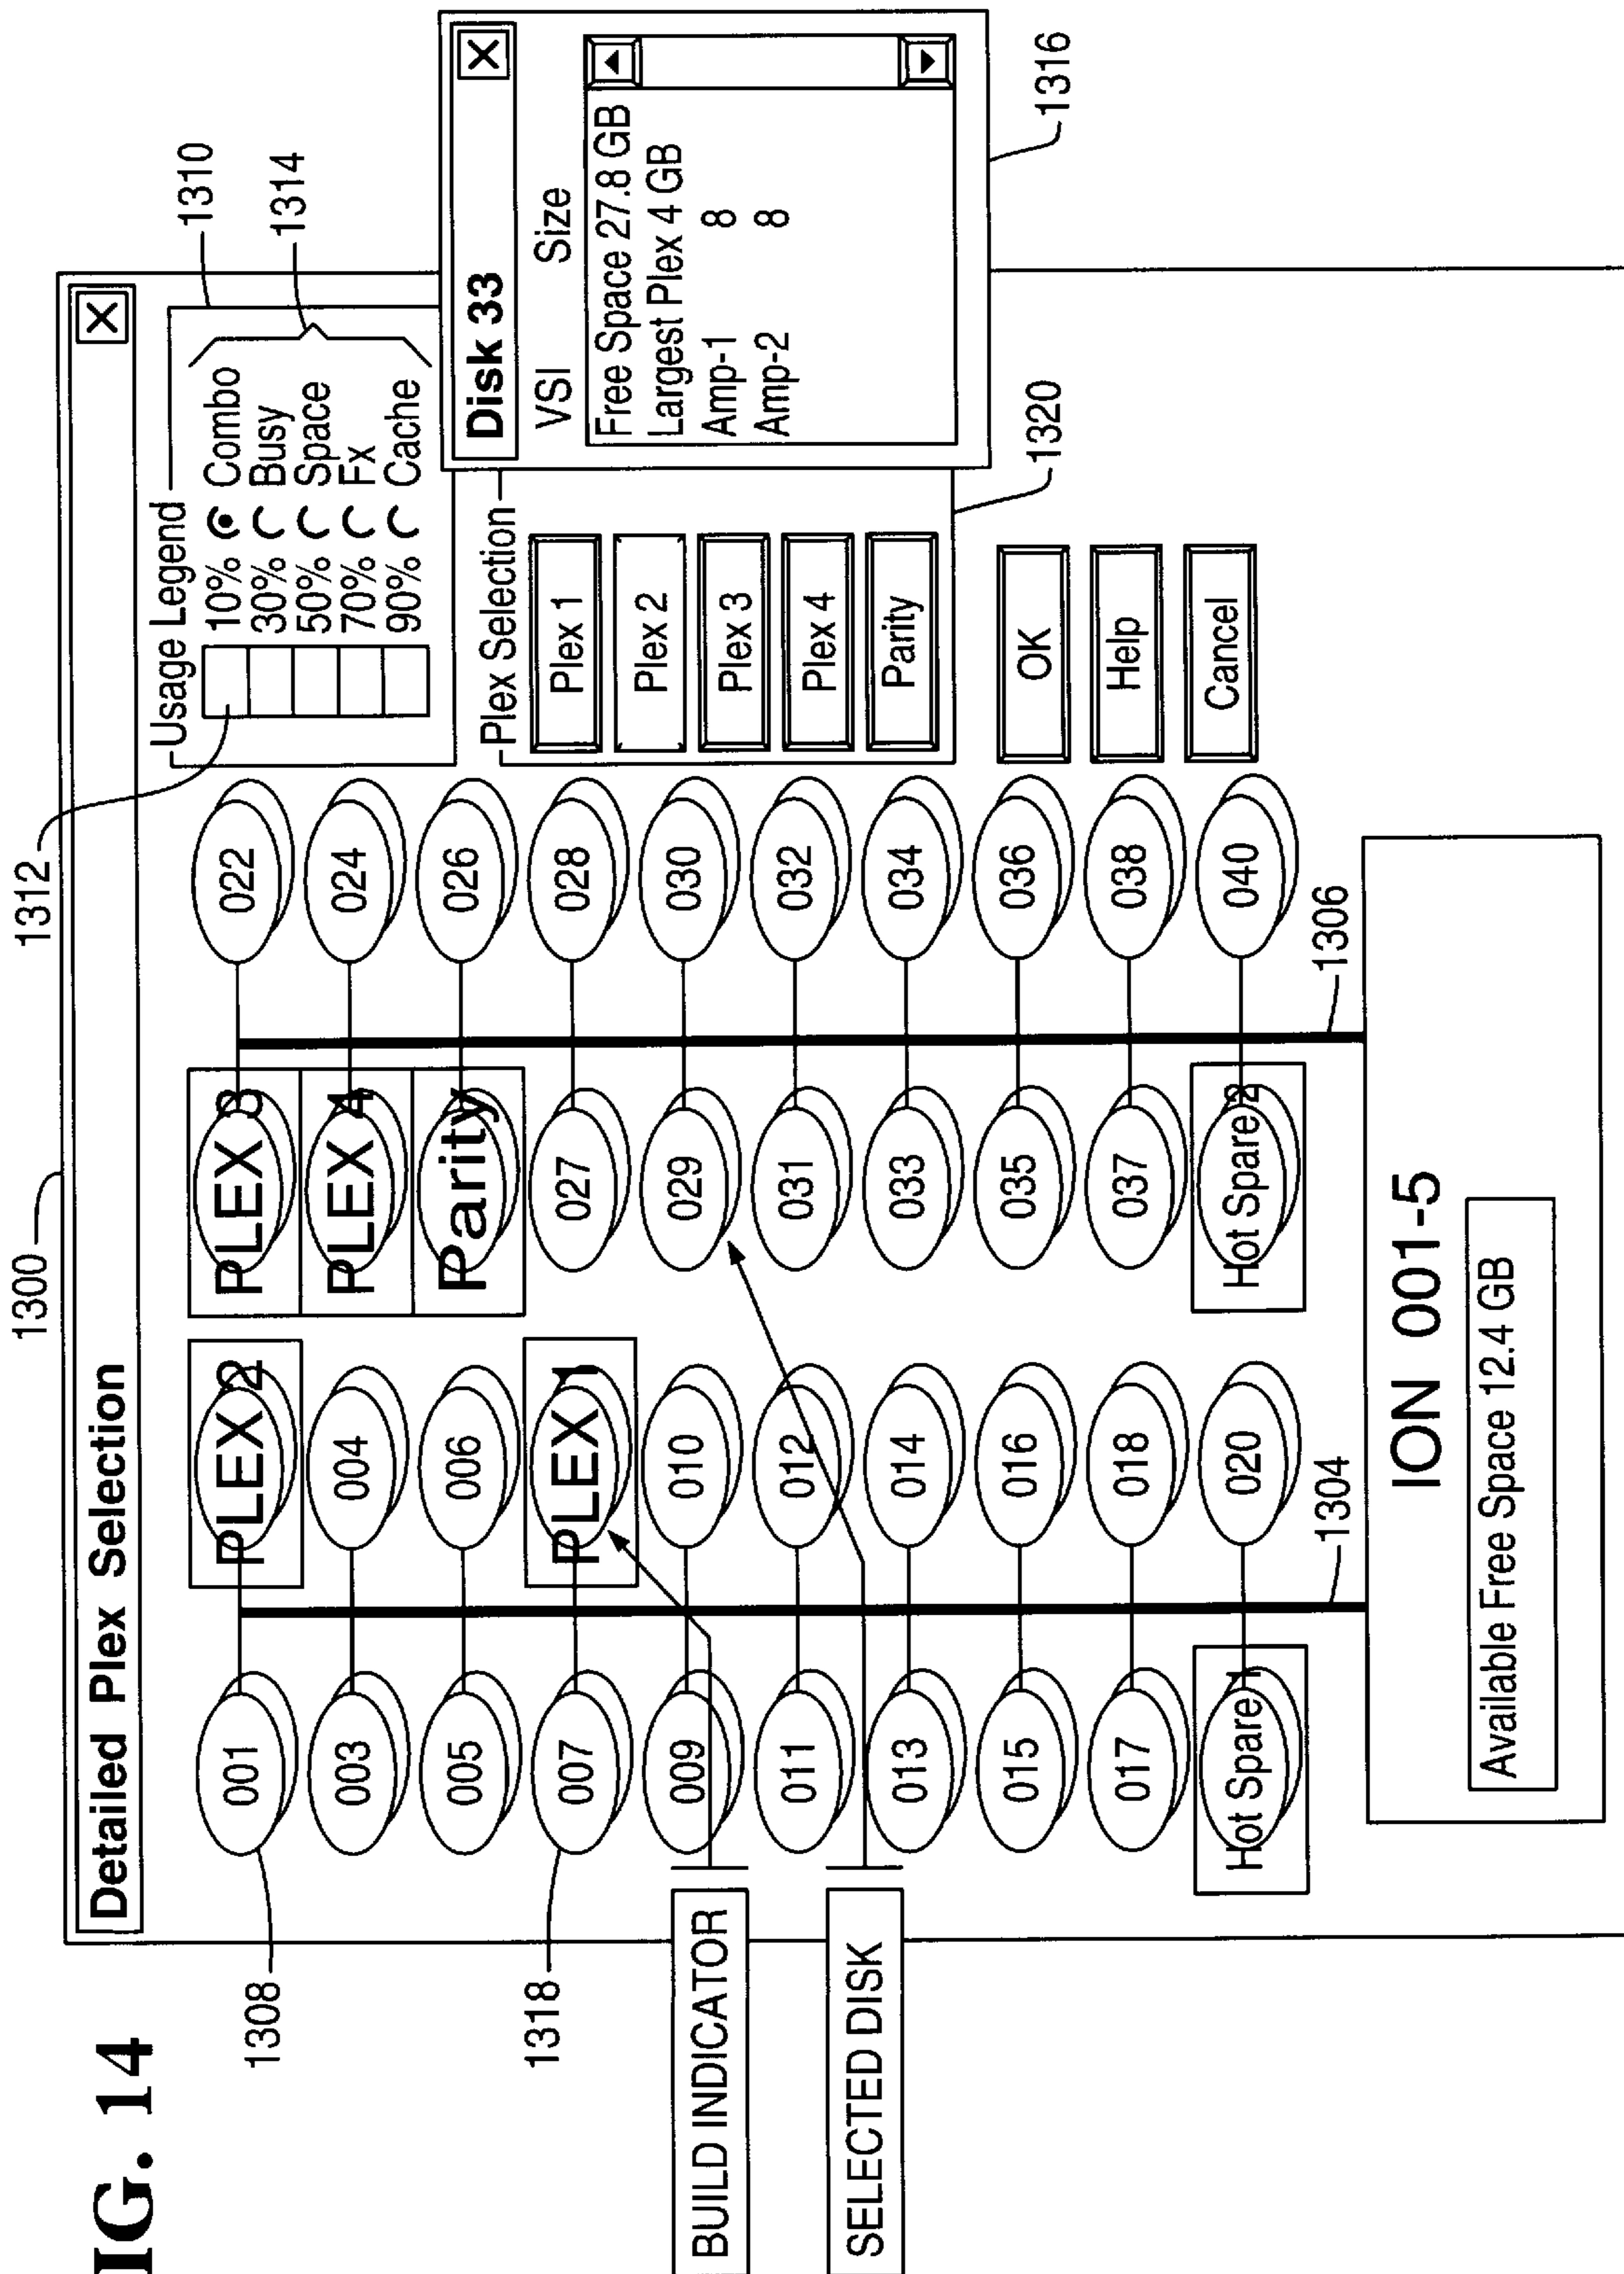 IG. 14
1300
1312
Detailed Plex Selection
X
1308
1318
001
PLEX 2
PLEX 3
022
003
004
PLEX 4
024
005
006
Parity
026
007
PLEX 1
027
028
009
010
029
030
011
012
031
032
013
014
033
034
015
016
035
036
017
018
037
038
Hot Spare 1
020
Hot Spare 2
040
BUILD INDICATOR
SELECTED DISK
1304
1306
ION 001-5
Available Free Space 12.4 GB
Usage Legend
10% Combo
30% Busy
50% Space
70% Fx
90% Cache
1310
1314
Plex Selection
Plex 1
Plex 2
Plex 3
Plex 4
Parity
1320
OK
Help
Cancel
Disk 33
X
VSI Size
Free Space 27.8 GB
Largest Plex 4 GB
Amp-1 8
Amp-2 8
1316